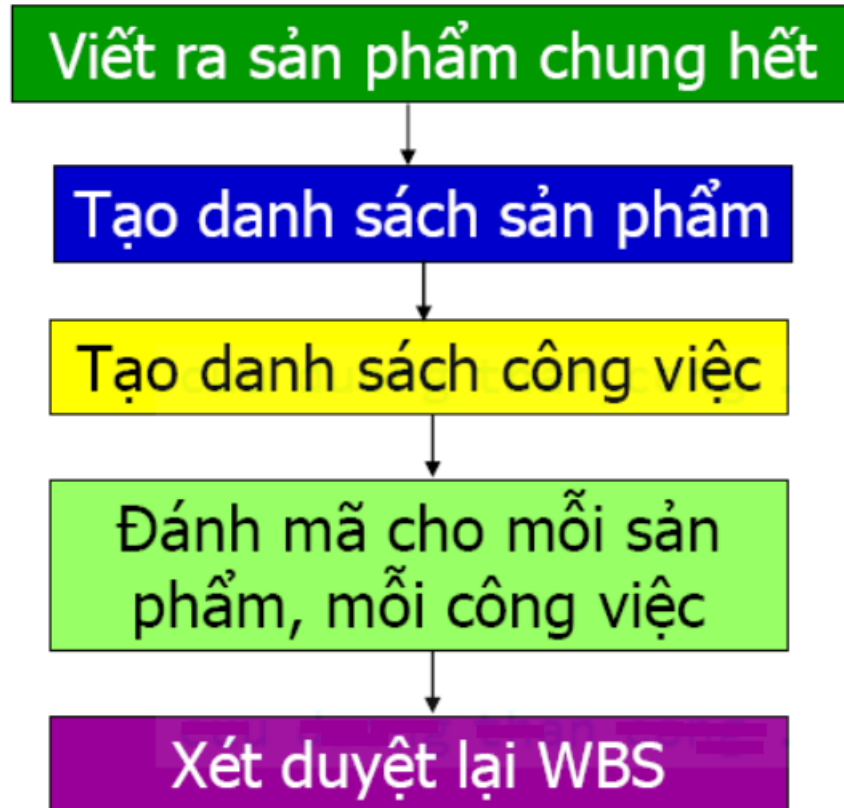 Viết ra sản phẩm chung hết
Tạo danh sách sản phẩm
Tạo danh sách công việc
Đánh mã cho mỗi sản
phẩm, mỗi công việc
Xét duyệt lại WBS